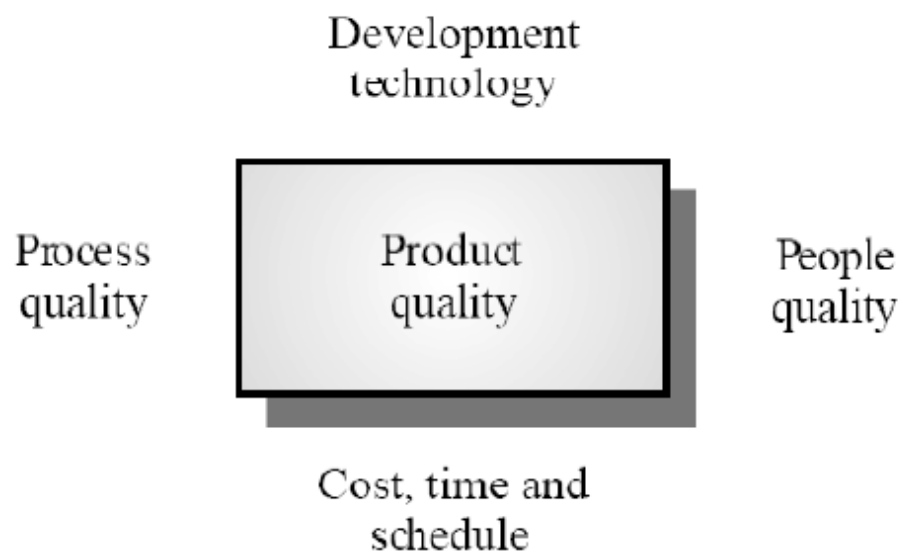 Development
technology
Process
quality
Product
quality
People
quality
Cost, time and
schedule